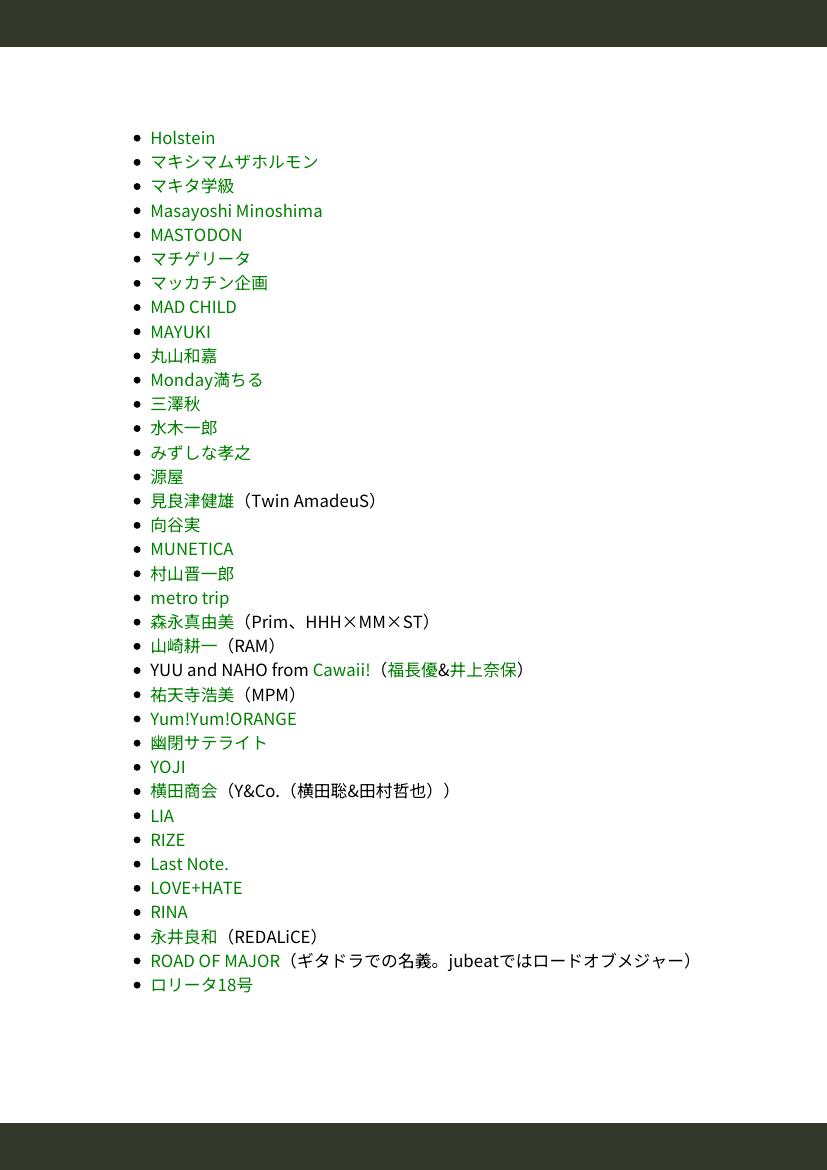 • Holstein
• マキシマムザホルモン
• マキタ学級
• Masayoshi Minoshima
• MASTODON
• マチゲリータ
• マッカチン企画
• MAD CHILD
• MAYUKI
• 丸山和嘉
• Monday満ちる
• 三澤秋
• 水木一郎
• みずしな孝之
• 源屋
• 見良津健雄（Twin AmadeuS）
• 向谷実
• MUNETICA
• 村山晋一郎
• metro trip
• 森永真由美（Prim、HHH×MM×ST）
• 山崎耕一（RAM）
• YUU and NAHO from Cawaii!（福長優&井上奈保）
• 祐天寺浩美（MPM）
• Yum!Yum!ORANGE
• 幽閉サテライト
• YOJI
• 横田商会（Y&Co.（横田聡&田村哲也））
• LIA
• RIZE
• Last Note.
• LOVE+HATE
• RINA
• 永井良和（REDALiCE）
• ROAD OF MAJOR（ギタドラでの名義。jubeatではロードオブメジャー）
• ロリータ18号